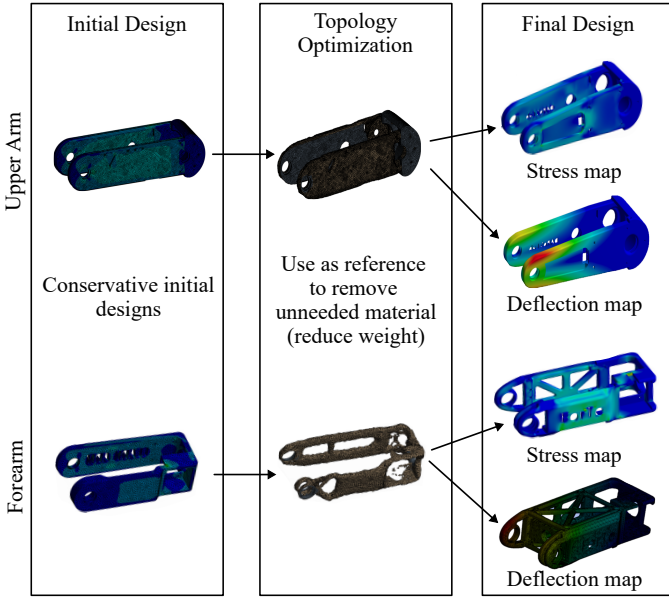 Initial Design
Topology
Optimization
Final Design
Upper Arm
Stress map
Deflection map
Conservative initial
designs
Use as reference
to remove
unneeded material
(reduce weight)
Forearm
Stress map
Deflection map